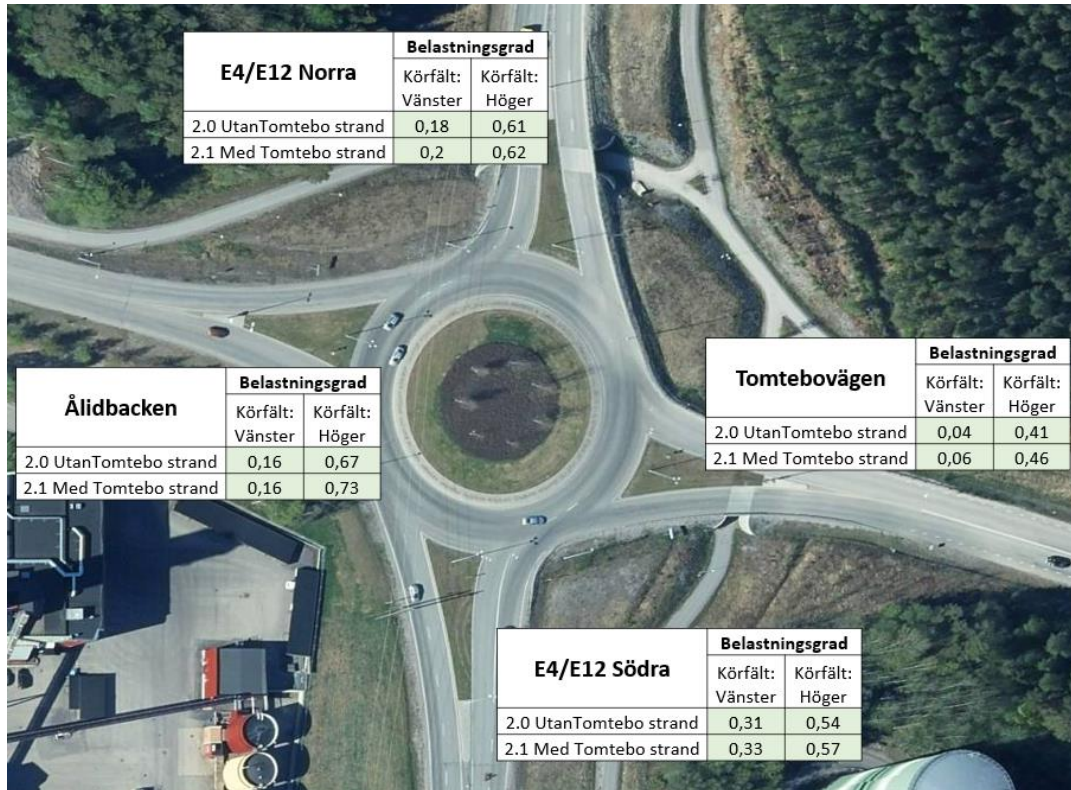 E4/E12 Norra
Belastningsgrad
Körfält: Vänster
Körfält: Höger
2.0 UtanTomtebo strand 0,18 0,61
2.1 Med Tomtebo strand 0,2 0,62
Ålidbacken
Belastningsgrad
Körfält: Vänster
Körfält: Höger
2.0 UtanTomtebo strand 0,16 0,67
2.1 Med Tomtebo strand 0,16 0,73
Tomtebovägen
Belastningsgrad
Körfält: Vänster
Körfält: Höger
2.0 UtanTomtebo strand 0,04 0,41
2.1 Med Tomtebo strand 0,06 0,46
E4/E12 Södra
Belastningsgrad
Körfält: Vänster
Körfält: Höger
2.0 UtanTomtebo strand 0,31 0,54
2.1 Med Tomtebo strand 0,33 0,57